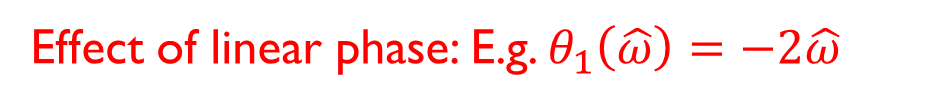 Effect of linear phase: E.g. θ₁(ω̂) = −2ω̂